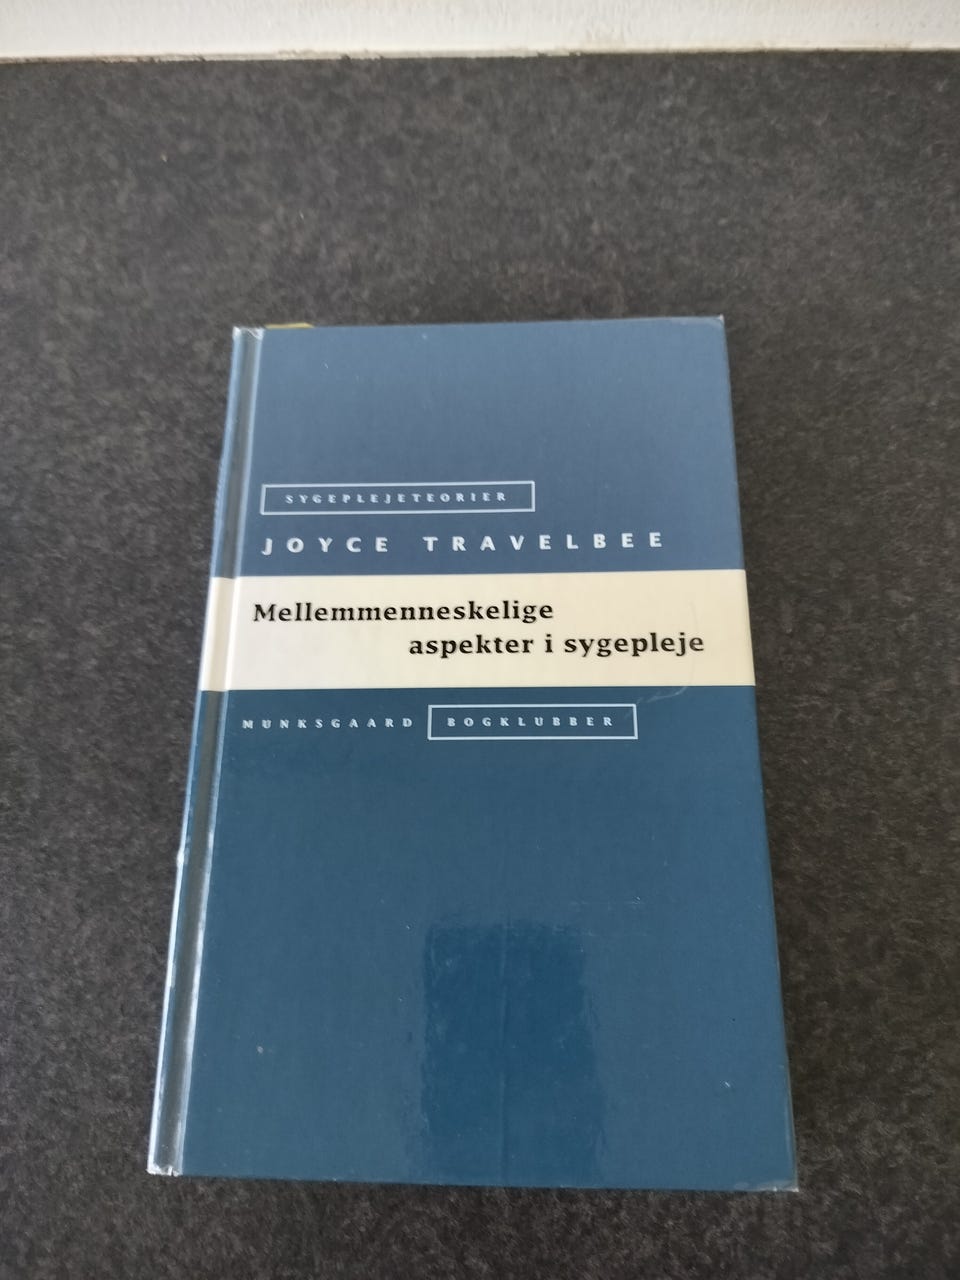 SYGEPLEJETEORIER
JOYCE TRAVELBEE
Mellemmenneskelige
aspekter i sygepleje
MUNKSGAARD BOGKLUBBER